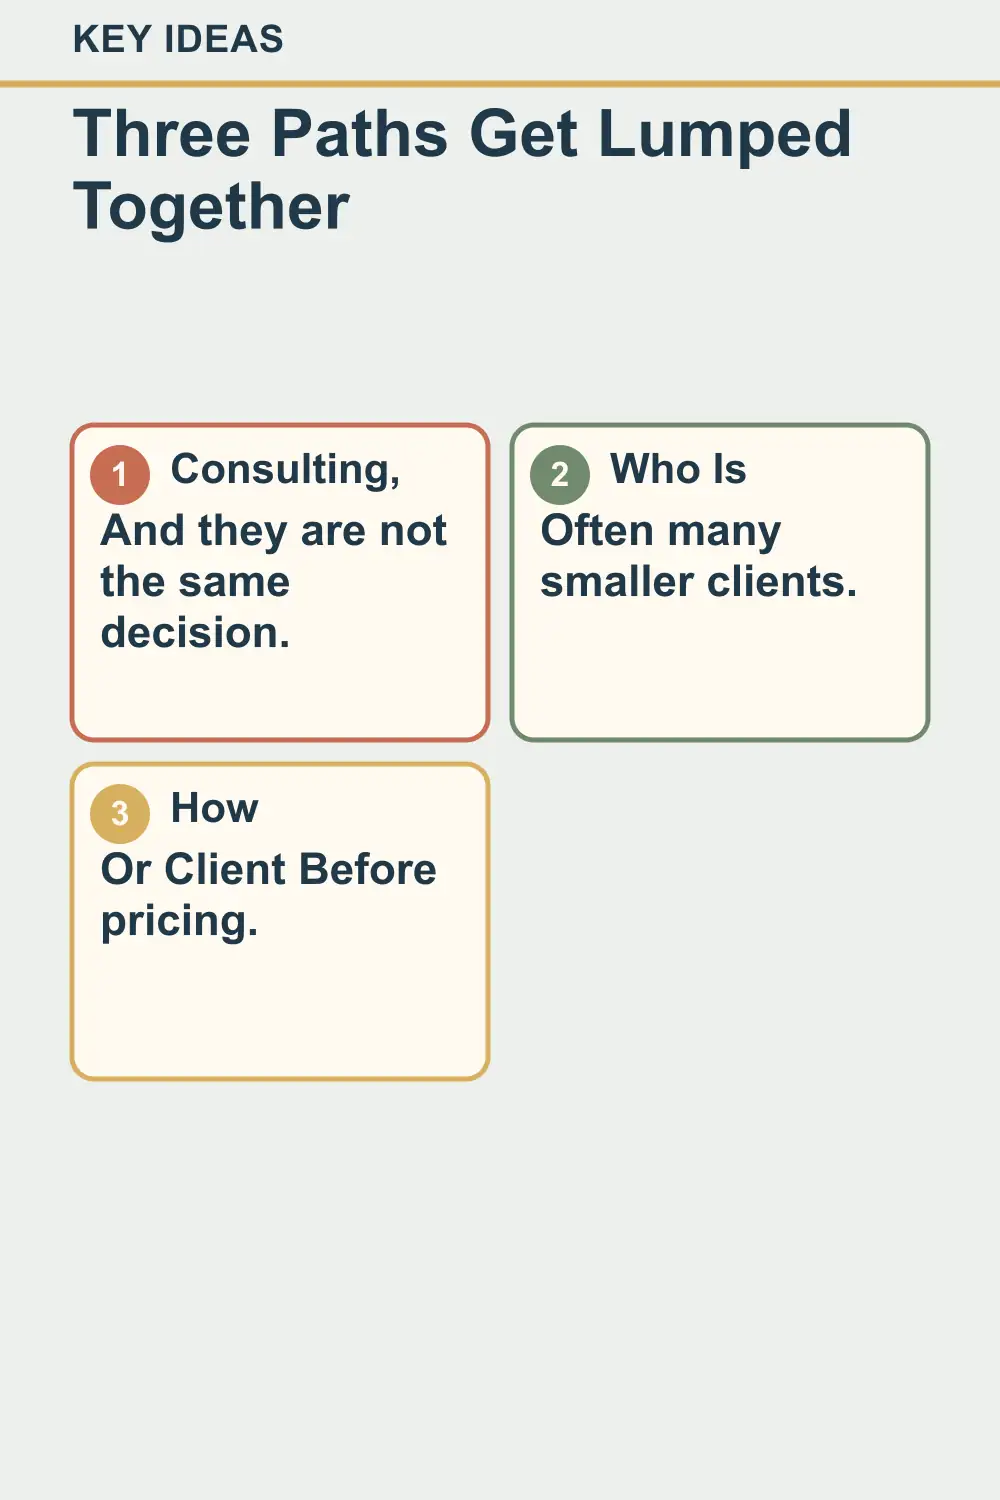 KEY IDEAS
Three Paths Get Lumped
Together
1 Consulting,
And they are not
the same
decision.
2 Who Is
Often many
smaller clients.
3 How
Or Client Before
pricing.